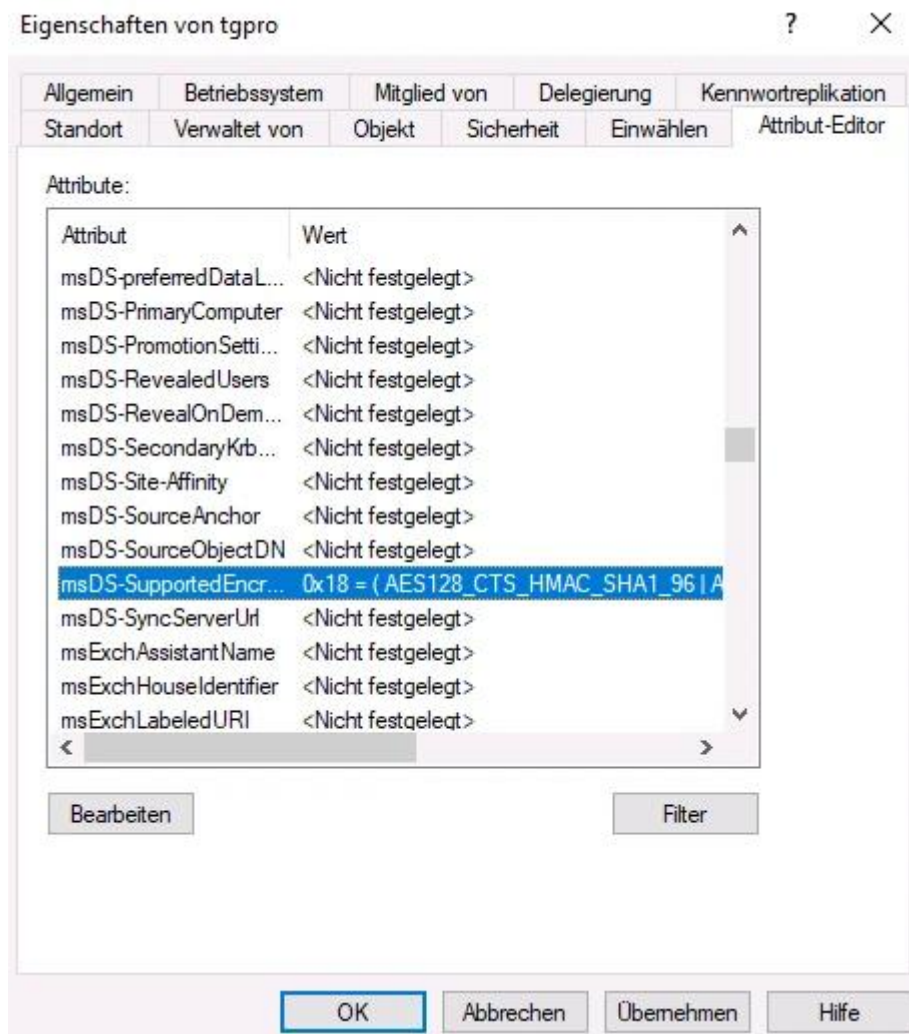 Eigenschaften von tgpro ? ×
Allgemein Betriebssystem Mitglied von Delegierung Kennwortreplikation
Standort Verwaltet von Objekt Sicherheit Einwählen Attribut-Editor
Attribute:
Attribut Wert
msDS-preferredDataL... <Nicht festgelegt>
msDS-PrimaryComputer <Nicht festgelegt>
msDS-PromotionSetti... <Nicht festgelegt>
msDS-RevealedUsers <Nicht festgelegt>
msDS-RevealOnDem... <Nicht festgelegt>
msDS-SecondaryKrb... <Nicht festgelegt>
msDS-Site-Affinity <Nicht festgelegt>
msDS-SourceAnchor <Nicht festgelegt>
msDS-SourceObjectDN <Nicht festgelegt>
msDS-SupportedEncr... 0x18 = ( AES128_CTS_HMAC_SHA1_96 | A
msDS-SyncServerUrl <Nicht festgelegt>
msExchAssistantName <Nicht festgelegt>
msExchHouseIdentifier <Nicht festgelegt>
msExchLabeledURI <Nicht festgelegt>
Bearbeiten Filter
OK Abbrechen Übernehmen Hilfe